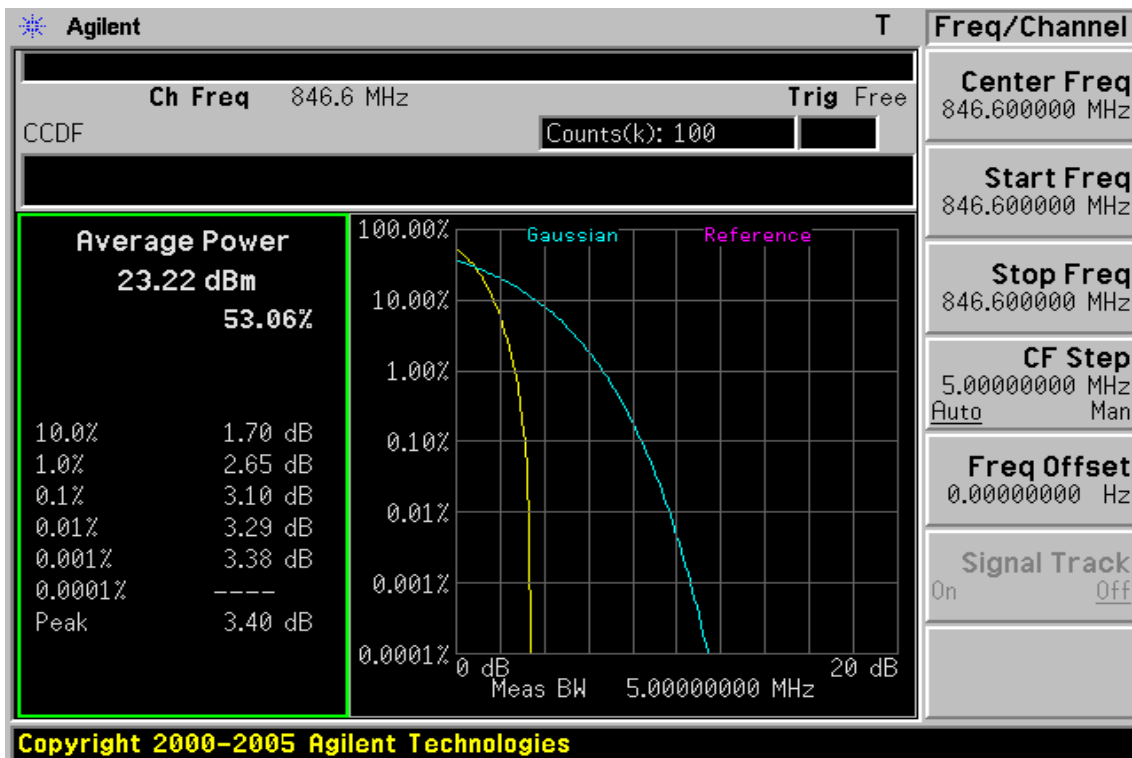 Agilent T
Freq/Channel
Ch Freq 846.6 MHz Trig Free
CCDF Counts(k): 100
Average Power
23.22 dBm
53.06%
10.0% 1.70 dB
1.0% 2.65 dB
0.1% 3.10 dB
0.01% 3.29 dB
0.001% 3.38 dB
0.0001% ----
Peak 3.40 dB
100.00%
10.00%
1.00%
0.10%
0.01%
0.001%
0.0001%
Gaussian Reference
0 dB 20 dB
Meas BW 5.00000000 MHz
Center Freq
846.600000 MHz
Start Freq
846.600000 MHz
Stop Freq
846.600000 MHz
CF Step
5.00000000 MHz
Auto Man
Freq Offset
0.00000000 Hz
Signal Track
On Off
Copyright 2000-2005 Agilent Technologies